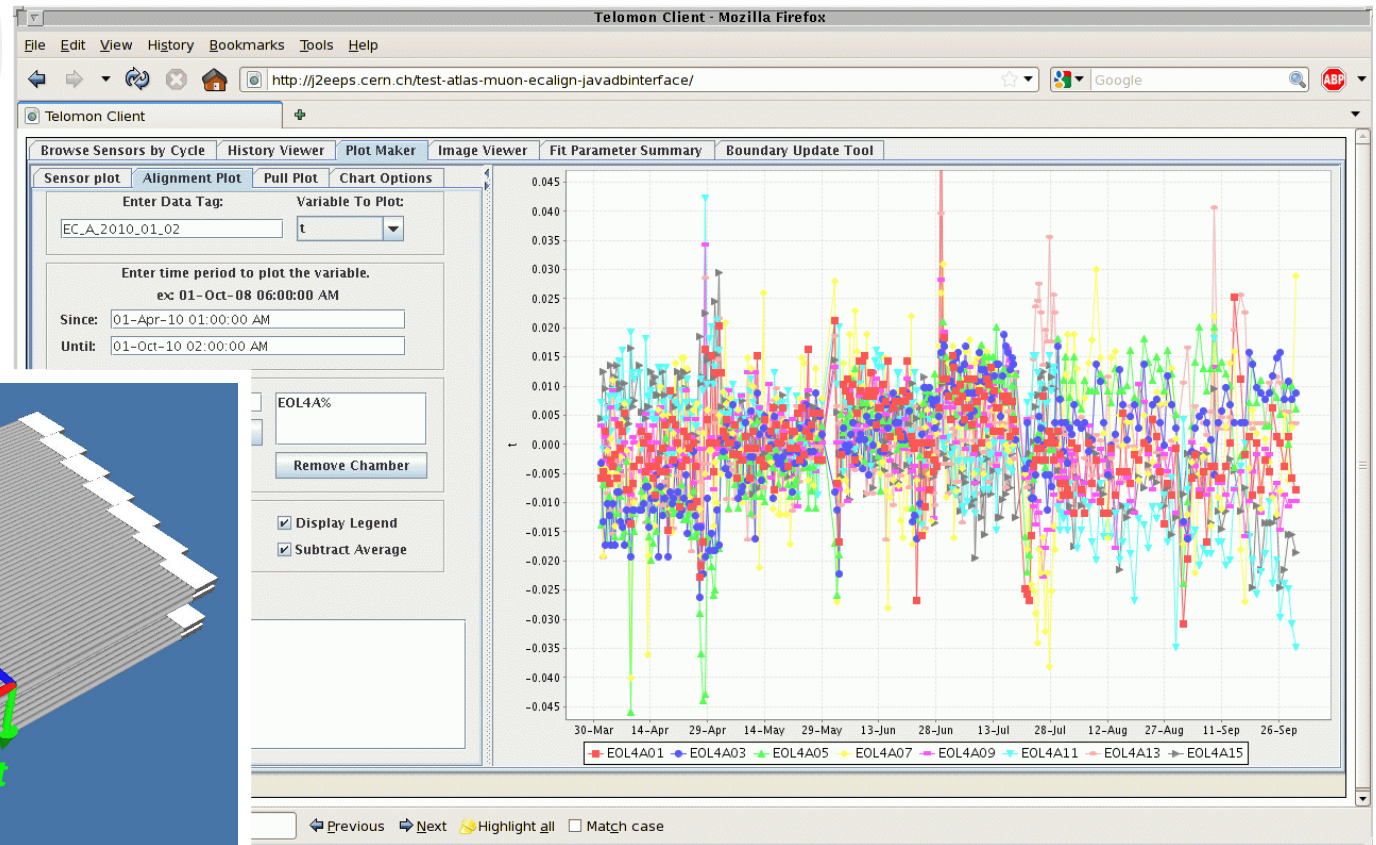 Telomon Client - Mozilla Firefox
File Edit View History Bookmarks Tools Help
http://j2eeps.cern.ch/test-atlas-muon-ecalign-javadbinterface/ Google ABP
Telomon Client
Browse Sensors by Cycle History Viewer Plot Maker Image Viewer Fit Parameter Summary Boundary Update Tool
Sensor plot Alignment Plot Pull Plot Chart Options
Enter Data Tag: Variable To Plot:
EC_A_2010_01_02 t
Enter time period to plot the variable.
ex: 01-Oct-08 06:00:00 AM
Since: 01-Apr-10 01:00:00 AM
Until: 01-Oct-10 02:00:00 AM
EOL4A%
Remove Chamber
Display Legend
Subtract Average
t
0.045
0.040
0.035
0.030
0.025
0.020
0.015
0.010
0.005
0.000
-0.005
-0.010
-0.015
-0.020
-0.025
-0.030
-0.035
-0.040
-0.045
t
30-Mar 14-Apr 29-Apr 14-May 29-May 13-Jun 28-Jun 13-Jul 28-Jul 12-Aug 27-Aug 11-Sep 26-Sep
EOL4A01 EOL4A03 EOL4A05 EOL4A07 EOL4A09 EOL4A11 EOL4A13 EOL4A15
Previous Next Highlight all Match case